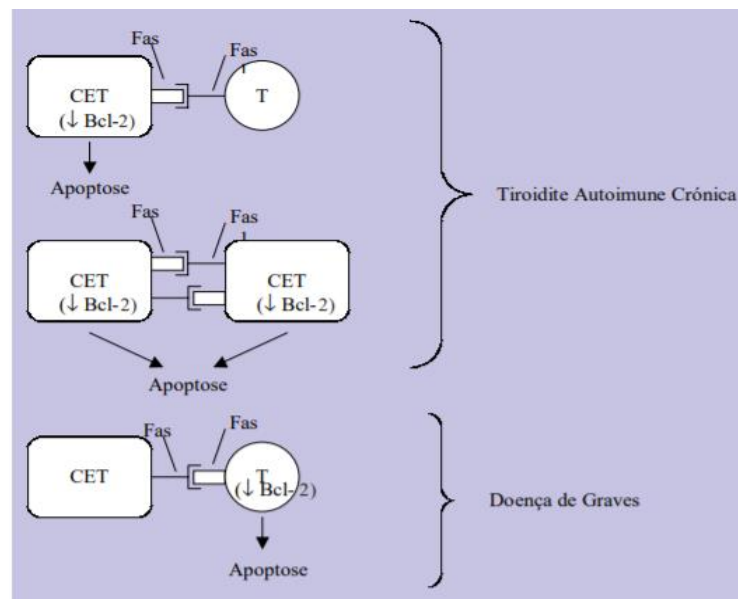 Fas
Fas
l
CET
(↓ Bcl-2)
T
Apoptose
Tiroidite Autoimune Crónica
Fas
Fas
l
CET
(↓ Bcl-2)
CET
(↓ Bcl-2)
Apoptose
Fas
Fas
CET
T
(↓ Bcl-2)
Doença de Graves
Apoptose